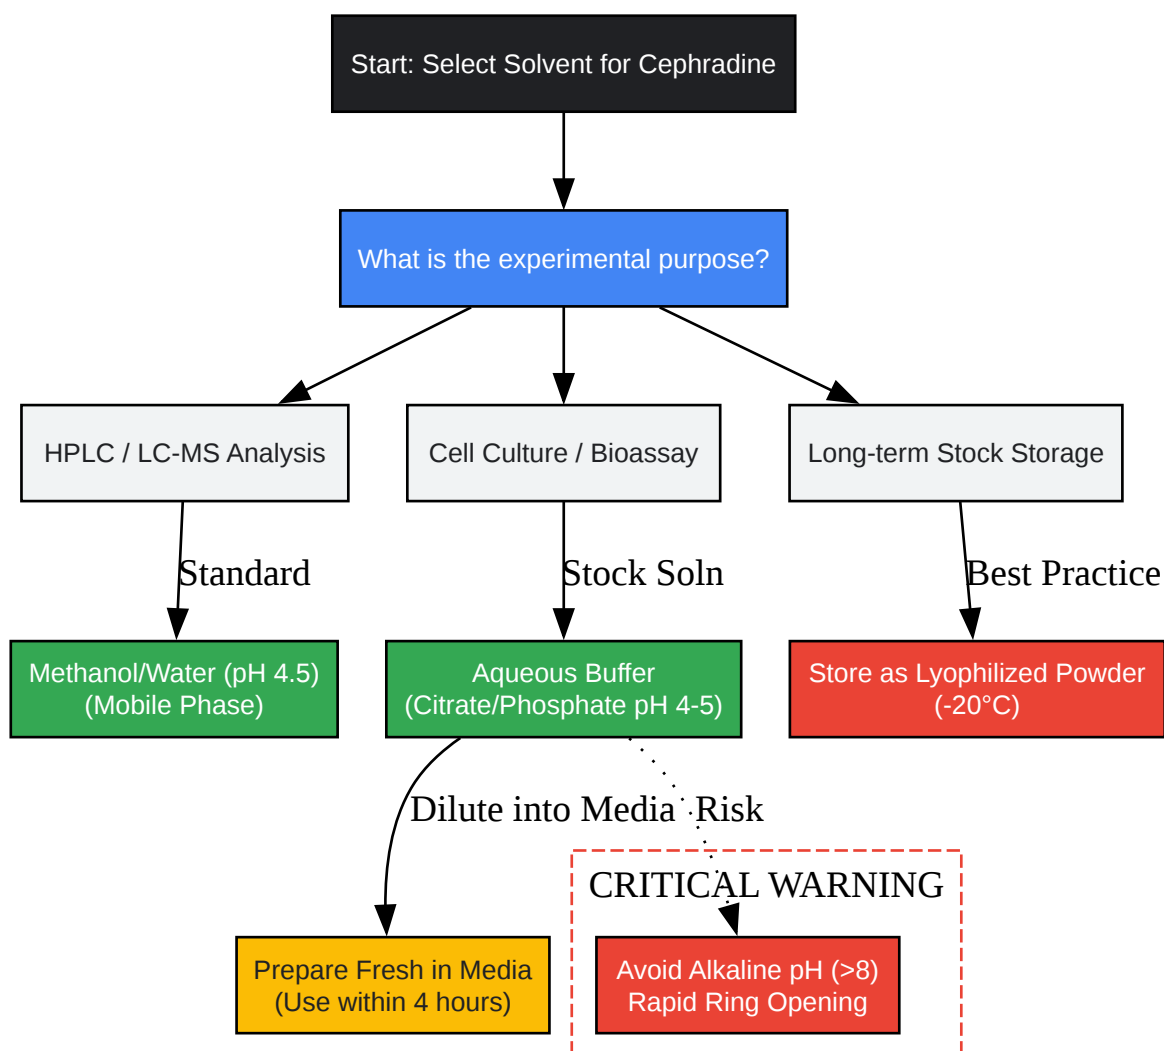 Start: Select Solvent for Cephradine
What is the experimental purpose?
HPLC / LC-MS Analysis
Cell Culture / Bioassay
Long-term Stock Storage
Standard
Stock Soln
Best Practice
Methanol/Water (pH 4.5)
(Mobile Phase)
Aqueous Buffer
(Citrate/Phosphate pH 4-5)
Store as Lyophilized Powder
(-20°C)
Dilute into Media
Risk
CRITICAL WARNING
Prepare Fresh in Media
(Use within 4 hours)
Avoid Alkaline pH (>8)
Rapid Ring Opening